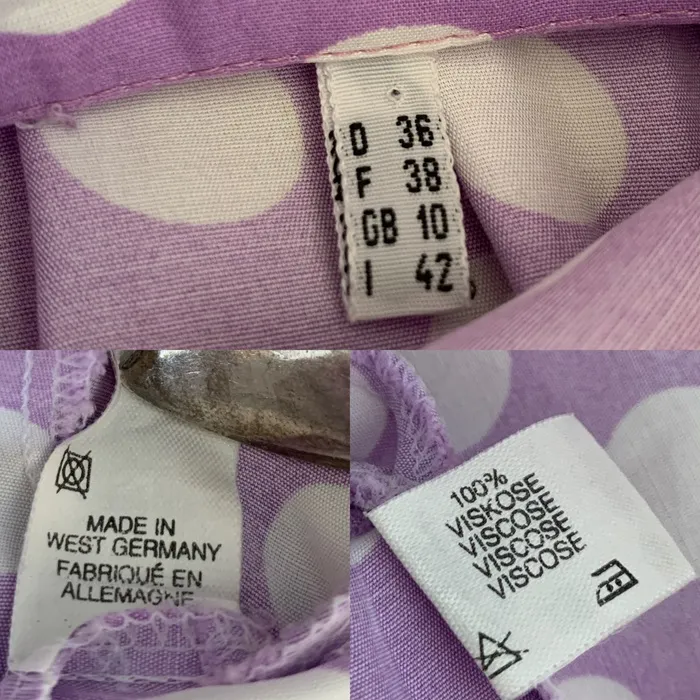 D 36
F 38
GB 10
I 42
MADE IN
WEST GERMANY
FABRIQUÉ EN
ALLEMAGNE
100%
VISKOSE
VISCOSE
VISCOSE
VISCOSE